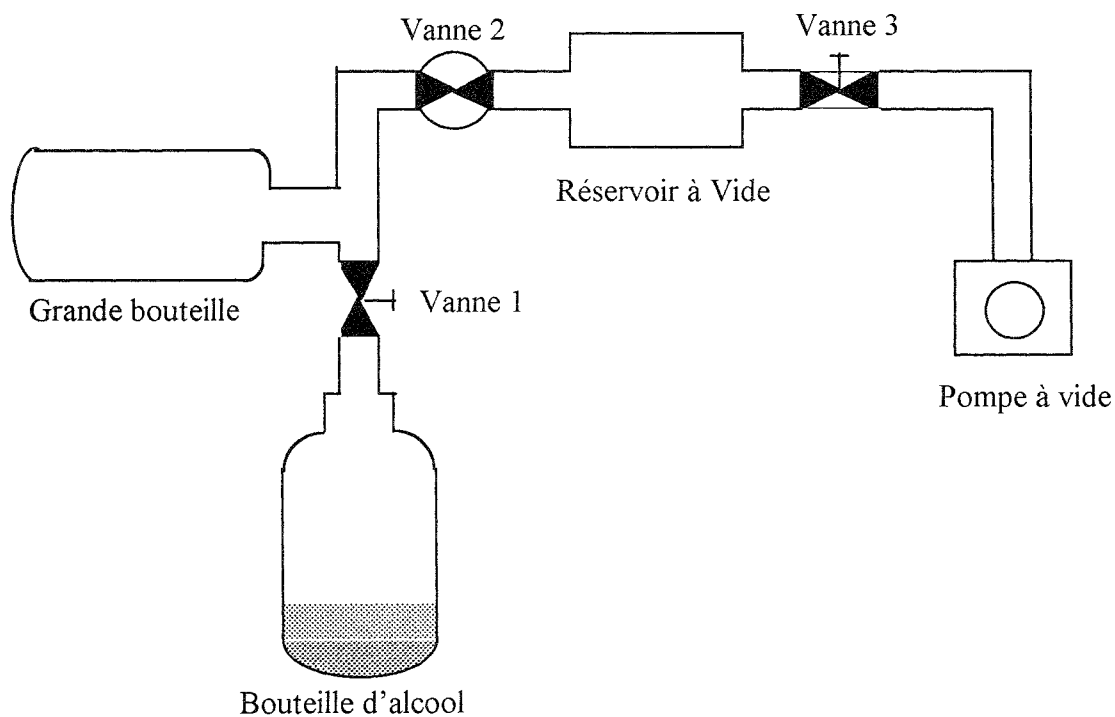 Vanne 2
Vanne 3
Réservoir à Vide
Grande bouteille
Vanne 1
Pompe à vide
Bouteille d'alcool